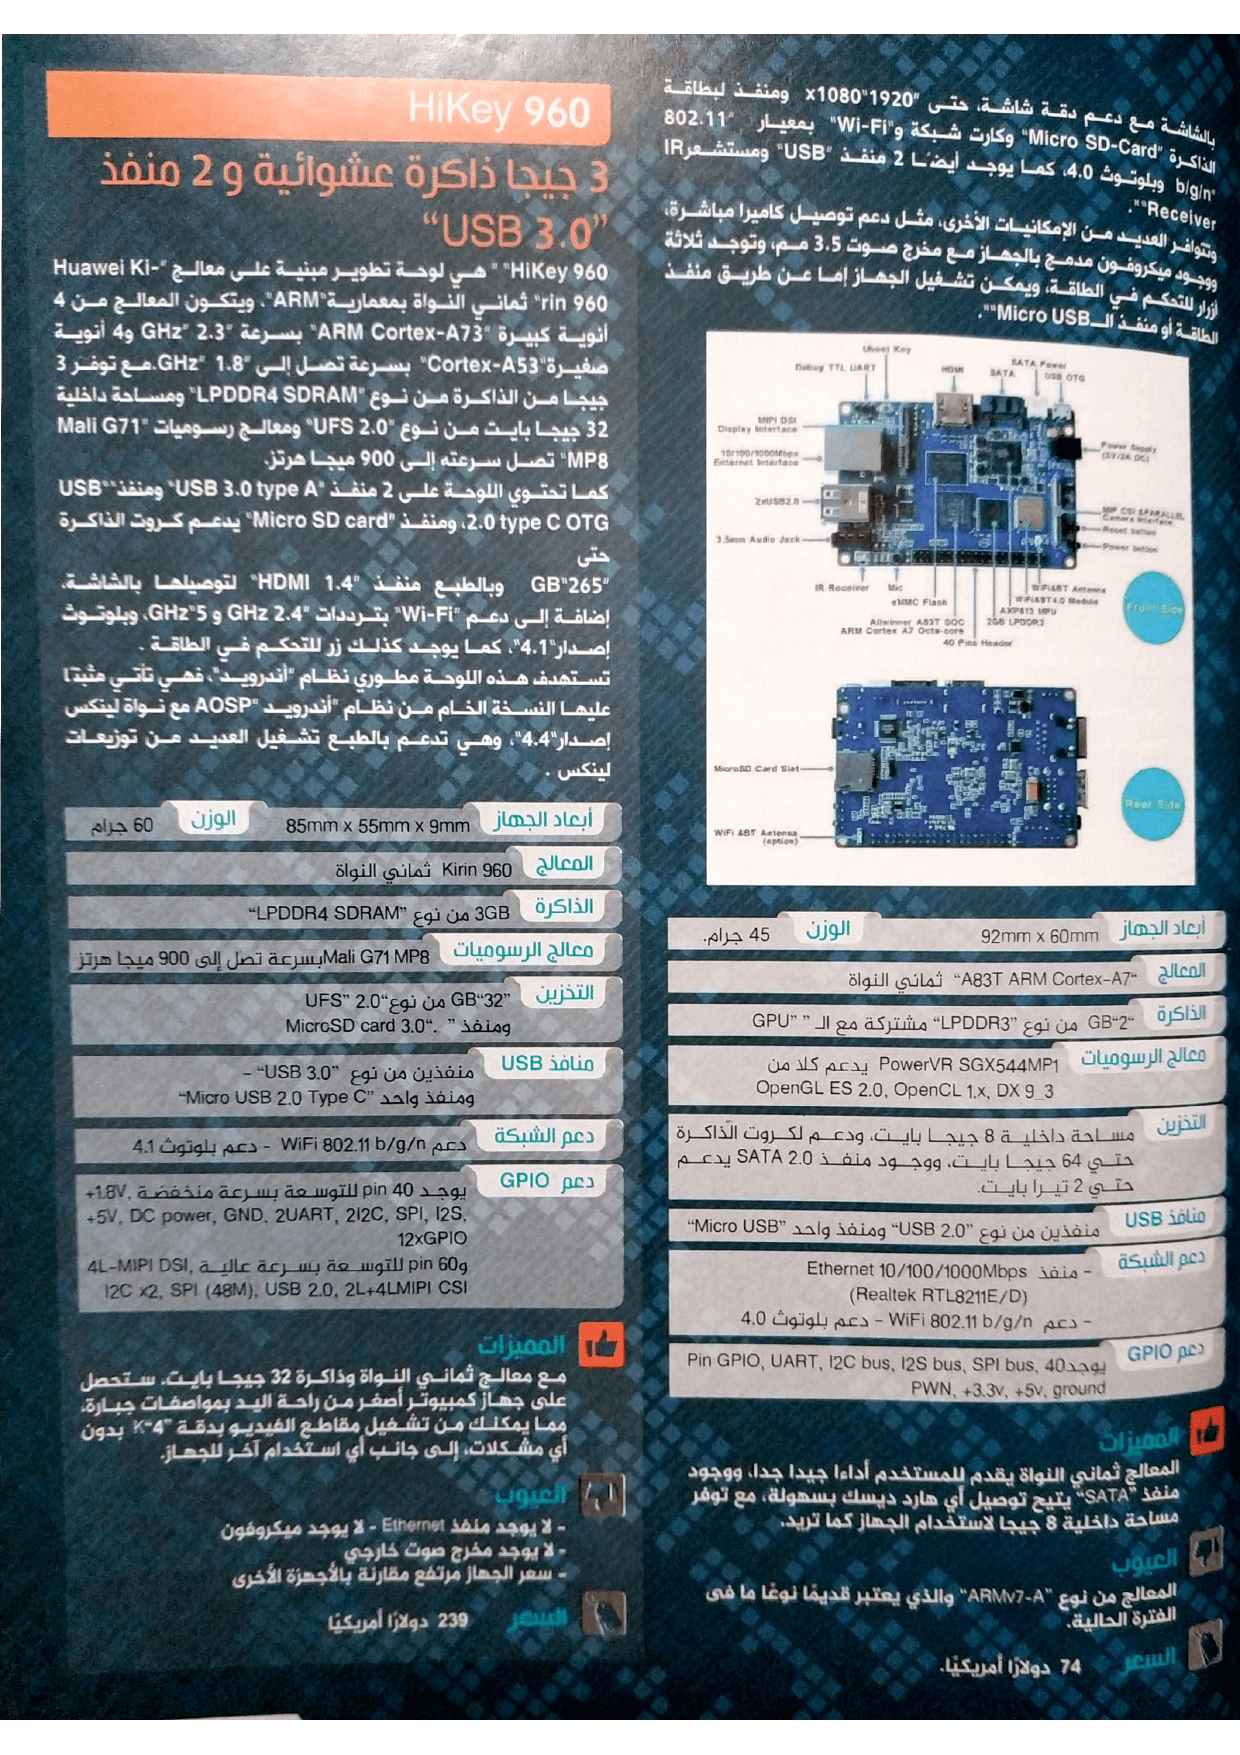 بالشاشة مع دعم دقة شاشة، حتى "1920"x1080 ومنفذ لبطاقة
الذاكرة "Micro SD-Card" وكارت شبكة و"Wi-Fi" بمعيار "802.11
b/g/n" وبلوتوث 4.0، كما يوجد أيضًا 2 منفذ "USB" ومستشعر IR
Receiver"".
وتتوافر العديد من الإمكانيات الأخرى، مثل دعم توصيل كاميرا مباشرة،
ووجود ميكروفون مدمج بالجهاز مع مخرج صوت 3.5 مم، وتوجد ثلاثة
أزرار للتحكم في الطاقة، ويمكن تشغيل الجهاز إما عن طريق منفذ
الطاقة أو منفذ الـ Micro USB"".
Uboot Key
Debug TTL UART
HDMI
SATA
SATA Power
USB OTG
MIPI DSI
Display Interface
10/100/1000Mbps
Enternet Interface
2xUSB2.0
3.5mm Audio Jack
Power Supply
(5V/2A DC)
MIP CSI &PARALLEL
Camera Interface
Reset button
Power button
IR Receiver
Mic
eMMC Flash
Allwinner A83T SOC
ARM Cortex A7 Octa-core
40 Pins Header
2GB LPDDR3
AXP813 MPU
WiFi&BT4.0 Module
WiFi&BT Antenna
Front Side
MicroSD Card Slot
WiFi &BT Antenna
(option)
Rear Side
أبعاد الجهاز 92mm x 60mm الوزن 45 جرام.
المعالج "A83T ARM Cortex-A7" ثماني النواة
الذاكرة "2"GB من نوع "LPDDR3" مشتركة مع الـ " "GPU
معالج الرسوميات PowerVR SGX544MP1 يدعم كلا من
OpenGL ES 2.0, OpenCL 1.x, DX 9_3
التخزين مساحة داخلية 8 جيجا بايت، ودعم لكروت الذاكرة
حتي 64 جيجا بايت، ووجود منفذ SATA 2.0 يدعم
حتي 2 تيرا بايت.
منافذ USB منفذين من نوع "USB 2.0" ومنفذ واحد "Micro USB"
دعم الشبكة - منفذ Ethernet 10/100/1000Mbps
(Realtek RTL8211E/D)
- دعم WiFi 802.11 b/g/n - دعم بلوتوث 4.0
دعم GPIO يوجد 40 Pin GPIO, UART, I2C bus, I2S bus, SPI bus,
PWN, +3.3v, +5v, ground
المميزات
المعالج ثماني النواة يقدم للمستخدم أداءا جيدا جدا، ووجود
منفذ "SATA" يتيح توصيل أي هارد ديسك بسهولة، مع توفر
مساحة داخلية 8 جيجا لاستخدام الجهاز كما تريد.
العيوب
المعالج من نوع "ARMv7-A" والذي يعتبر قديمًا نوعًا ما فى
الفترة الحالية.
السعر 74 دولارًا أمريكيًا.
HiKey 960
3 جيجا ذاكرة عشوائية و 2 منفذ
"USB 3.0"
"HiKey 960" هي لوحة تطوير مبنية على معالج "Huawei Ki-
rin 960" ثماني النواة بمعمارية "ARM"، ويتكون المعالج من 4
أنوية كبيرة "ARM Cortex-A73" بسرعة "2.3 "GHz و4 أنوية
صغيرة "Cortex-A53" بسرعة تصل إلى "1.8 "GHz، مع توفر 3
جيجا من الذاكرة من نوع "LPDDR4 SDRAM" ومساحة داخلية
32 جيجا بايت من نوع "UFS 2.0" ومعالج رسوميات "Mali G71
MP8" تصل سرعته إلى 900 ميجا هرتز.
كما تحتوي اللوحة على 2 منفذ "USB 3.0 type A" ومنفذ "USB"
2.0 type C OTG، ومنفذ "Micro SD card" يدعم كروت الذاكرة
حتى
"265"GB وبالطبع منفذ "HDMI 1.4" لتوصيلها بالشاشة،
إضافة إلى دعم "Wi-Fi" بترددات "2.4 GHz و 5"GHz، وبلوتوث
إصدار "4.1"، كما يوجد كذلك زر للتحكم في الطاقة .
تستهدف هذه اللوحة مطوري نظام "أندرويد"، فهي تأتي مثبتا
عليها النسخة الخام من نظام "أندرويد "AOSP مع نواة لينكس
إصدار "4.4"، وهي تدعم بالطبع تشغيل العديد من توزيعات
لينكس .
أبعاد الجهاز 85mm x 55mm x 9mm الوزن 60 جرام
المعالج Kirin 960 ثماني النواة
الذاكرة 3GB من نوع "LPDDR4 SDRAM"
معالج الرسوميات Mali G71 MP8 بسرعة تصل إلى 900 ميجا هرتز
التخزين "32"GB من نوع "UFS" 2.0
ومنفذ " ."MicrcSD card 3.0
منافذ USB منفذين من نوع "USB 3.0" -
ومنفذ واحد "Micro USB 2.0 Type C"
دعم الشبكة دعم WiFi 802.11 b/g/n - دعم بلوتوث 4.1
دعم GPIO يوجد 40 pin للتوسعة بسرعة منخفضة +1.8V,
+5V, DC power, GND, 2UART, 2I2C, SPI, I2S,
12xGPIO
و60 pin للتوسعة بسرعة عالية 4L-MIPI DSI,
I2C x2, SPI (48M), USB 2.0, 2L+4LMIPI CSI
المميزات
مع معالج ثماني النواة وذاكرة 32 جيجا بايت، ستحصل
على جهاز كمبيوتر أصغر من راحة اليد بمواصفات جبارة،
مما يمكنك من تشغيل مقاطع الفيديو بدقة "4-K" بدون
أي مشكلات، إلى جانب أي استخدام آخر للجهاز.
العيوب
- لا يوجد منفذ Ethernet - لا يوجد ميكروفون
- لا يوجد مخرج صوت خارجي
- سعر الجهاز مرتفع مقارنة بالأجهزة الأخرى
السعر 239 دولارًا أمريكيًا